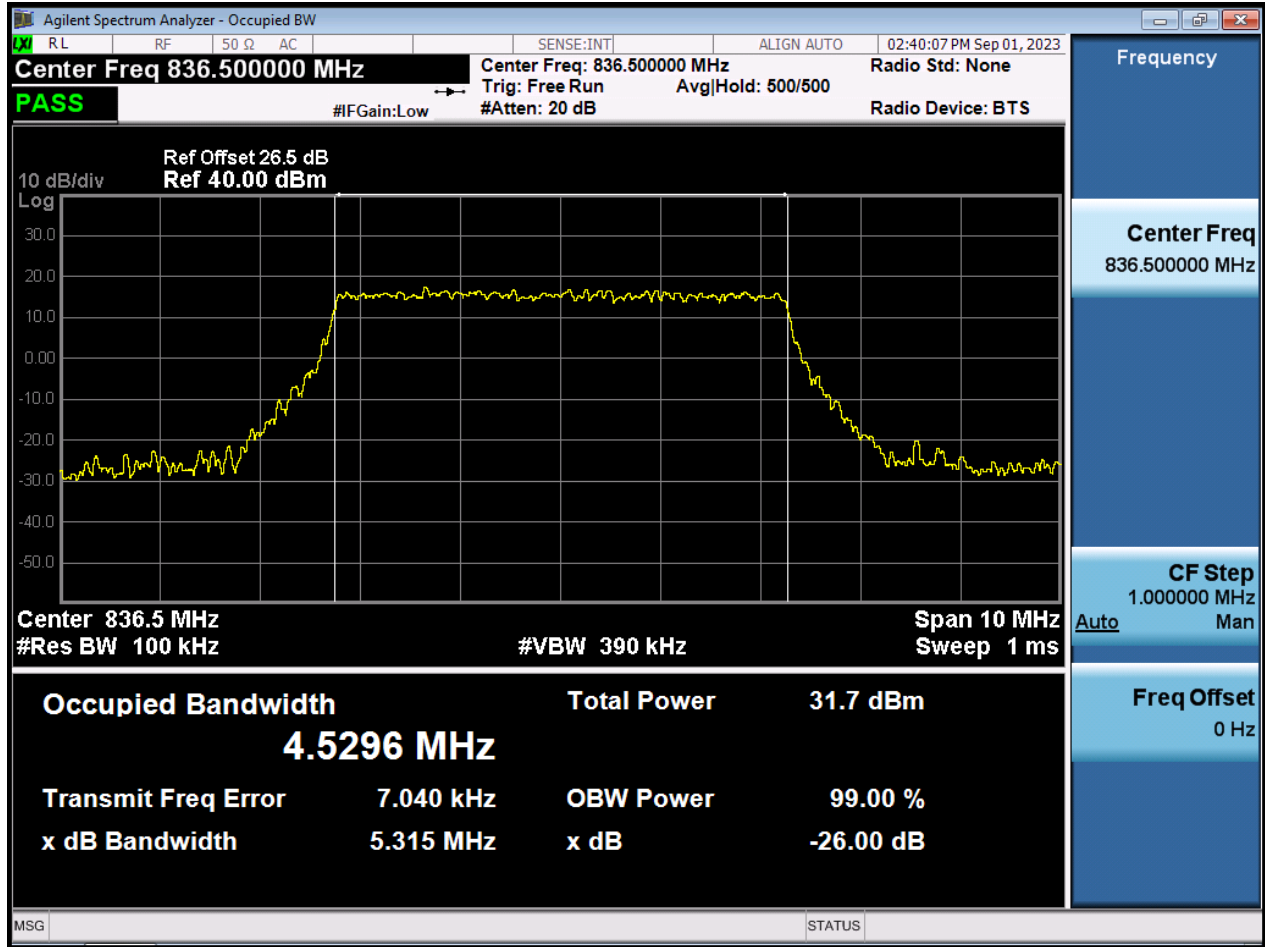 Agilent Spectrum Analyzer - Occupied BW
LXI RL RF 50 Ω AC SENSE:INT ALIGN AUTO 02:40:07 PM Sep 01, 2023
Center Freq 836.500000 MHz
Center Freq: 836.500000 MHz
Radio Std: None
Trig: Free Run Avg|Hold: 500/500
PASS
#IFGain:Low
#Atten: 20 dB
Radio Device: BTS
Ref Offset 26.5 dB
10 dB/div Ref 40.00 dBm
Log
30.0
20.0
10.0
0.00
-10.0
-20.0
-30.0
-40.0
-50.0
Center 836.5 MHz Span 10 MHz
#Res BW 100 kHz #VBW 390 kHz Sweep 1 ms
Occupied Bandwidth Total Power 31.7 dBm
4.5296 MHz
Transmit Freq Error 7.040 kHz OBW Power 99.00 %
x dB Bandwidth 5.315 MHz x dB -26.00 dB
Frequency
Center Freq
836.500000 MHz
CF Step
1.000000 MHz
Auto Man
Freq Offset
0 Hz
MSG STATUS